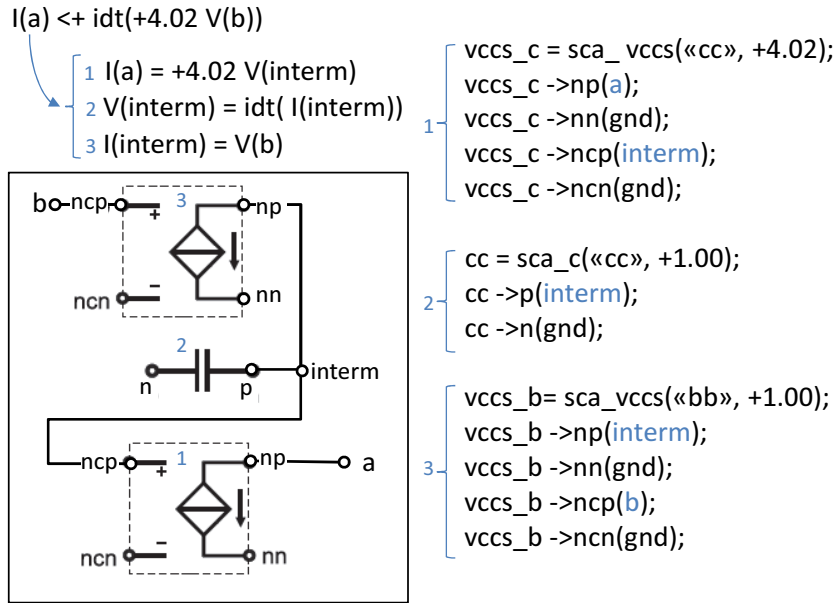 I(a) <+ idt(+4.02 V(b))
1 I(a) = +4.02 V(interm)
2 V(interm) = idt( I(interm))
3 I(interm) = V(b)
b ncp + 3 np
ncn − nn
2
n p interm
ncp + 1 np a
ncn − nn
1
vccs_c = sca_ vccs(«cc», +4.02);
vccs_c ->np(a);
vccs_c ->nn(gnd);
vccs_c ->ncp(interm);
vccs_c ->ncn(gnd);
2
cc = sca_c(«cc», +1.00);
cc ->p(interm);
cc ->n(gnd);
3
vccs_b= sca_vccs(«bb», +1.00);
vccs_b ->np(interm);
vccs_b ->nn(gnd);
vccs_b ->ncp(b);
vccs_b ->ncn(gnd);